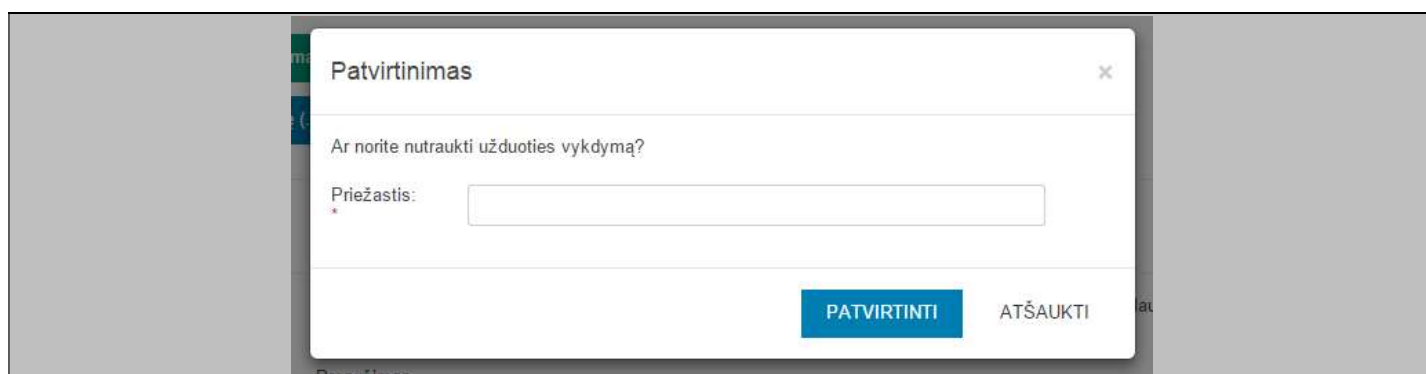 Patvirtinimas
×
Ar norite nutraukti užduoties vykdymą?
Priežastis:
*
PATVIRTINTI ATŠAUKTI